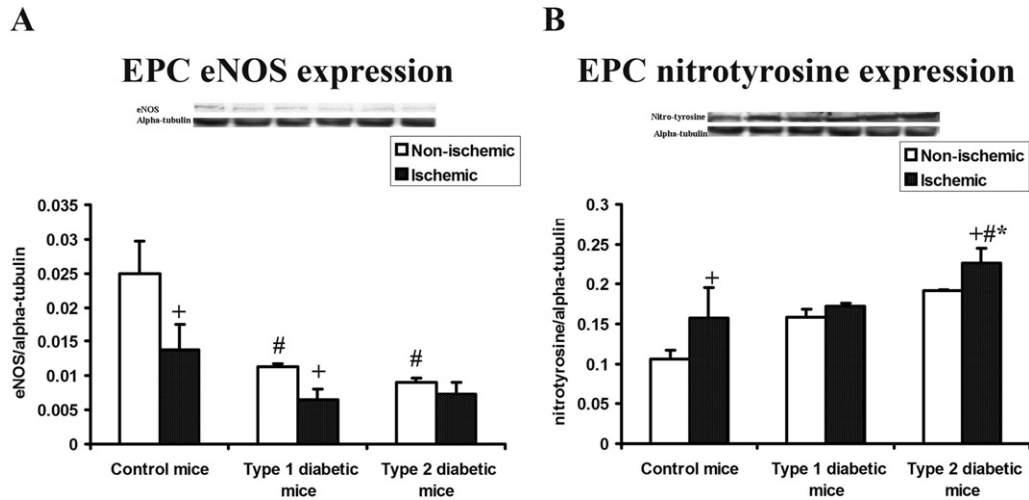 A
EPC eNOS expression
eNOS
Alpha-tubulin
Non-ischemic
Ischemic
0.035
0.03
0.025
0.02
0.015
0.01
0.005
0
eNOS/alpha-tubulin
+
#
+
#
Control mice
Type 1 diabetic
mice
Type 2 diabetic
mice
B
EPC nitrotyrosine expression
Nitro-tyrosine
Alpha-tubulin
Non-ischemic
Ischemic
0.3
0.25
0.2
0.15
0.1
0.05
0
nitrotyrosine/alpha-tubulin
+
+#*
Control mice
Type 1 diabetic
mice
Type 2 diabetic
mice